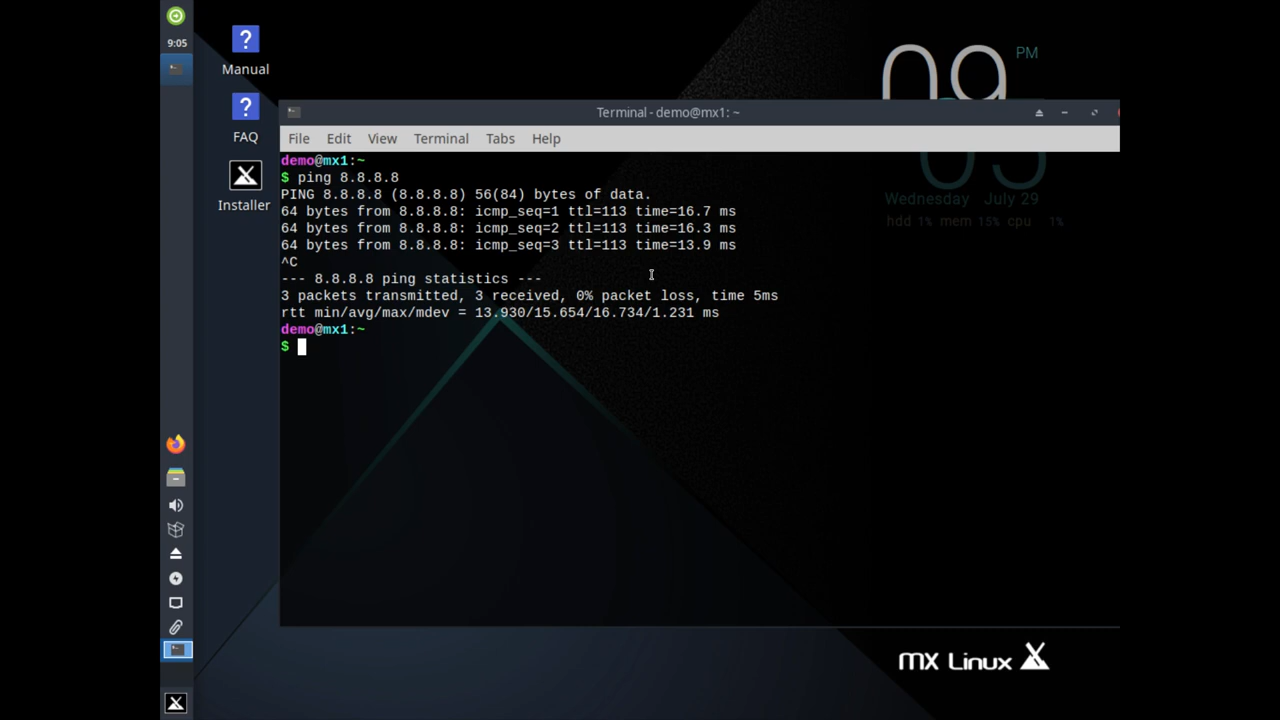 9:05
Manual
FAQ
Installer
09 PM
05
Wednesday July 29
hdd 1% mem 15% cpu 1%
Terminal - demo@mx1: ~
File Edit View Terminal Tabs Help
demo@mx1:~
$ ping 8.8.8.8
PING 8.8.8.8 (8.8.8.8) 56(84) bytes of data.
64 bytes from 8.8.8.8: icmp_seq=1 ttl=113 time=16.7 ms
64 bytes from 8.8.8.8: icmp_seq=2 ttl=113 time=16.3 ms
64 bytes from 8.8.8.8: icmp_seq=3 ttl=113 time=13.9 ms
^C
--- 8.8.8.8 ping statistics ---
3 packets transmitted, 3 received, 0% packet loss, time 5ms
rtt min/avg/max/mdev = 13.930/15.654/16.734/1.231 ms
demo@mx1:~
$
MX Linux